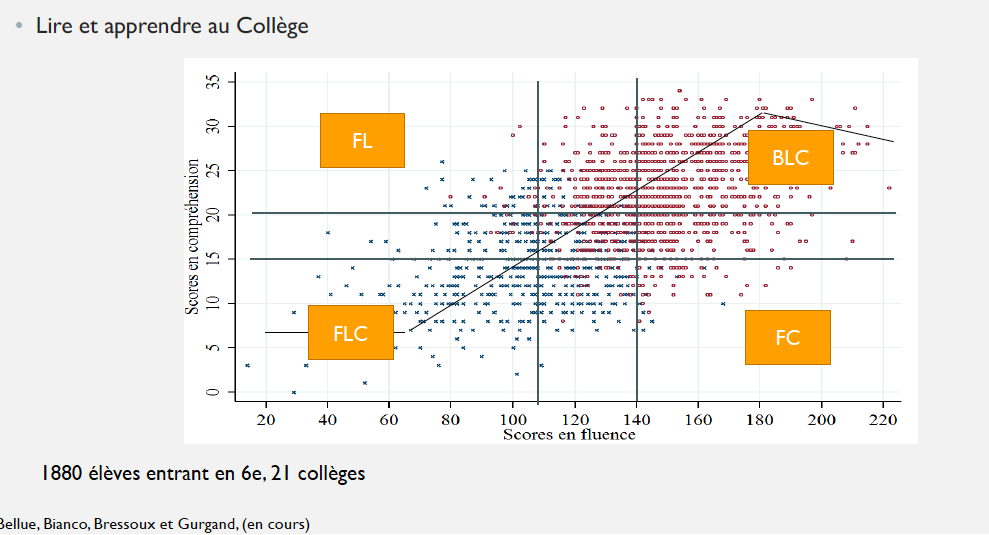 • Lire et apprendre au Collège
Scores en compréhension
35
30
25
20
15
10
5
0
FL
BLC
FLC
FC
20 40 60 80 100 120 140 160 180 200 220
Scores en fluence
1880 élèves entrant en 6e, 21 collèges
Bellue, Bianco, Bressoux et Gurgand, (en cours)